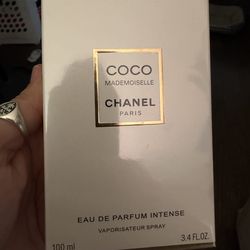 COCO
MADEMOISELLE
CHANEL
PARIS
EAU DE PARFUM INTENSE
VAPORISATEUR SPRAY
100 ml 3.4 FL.OZ.